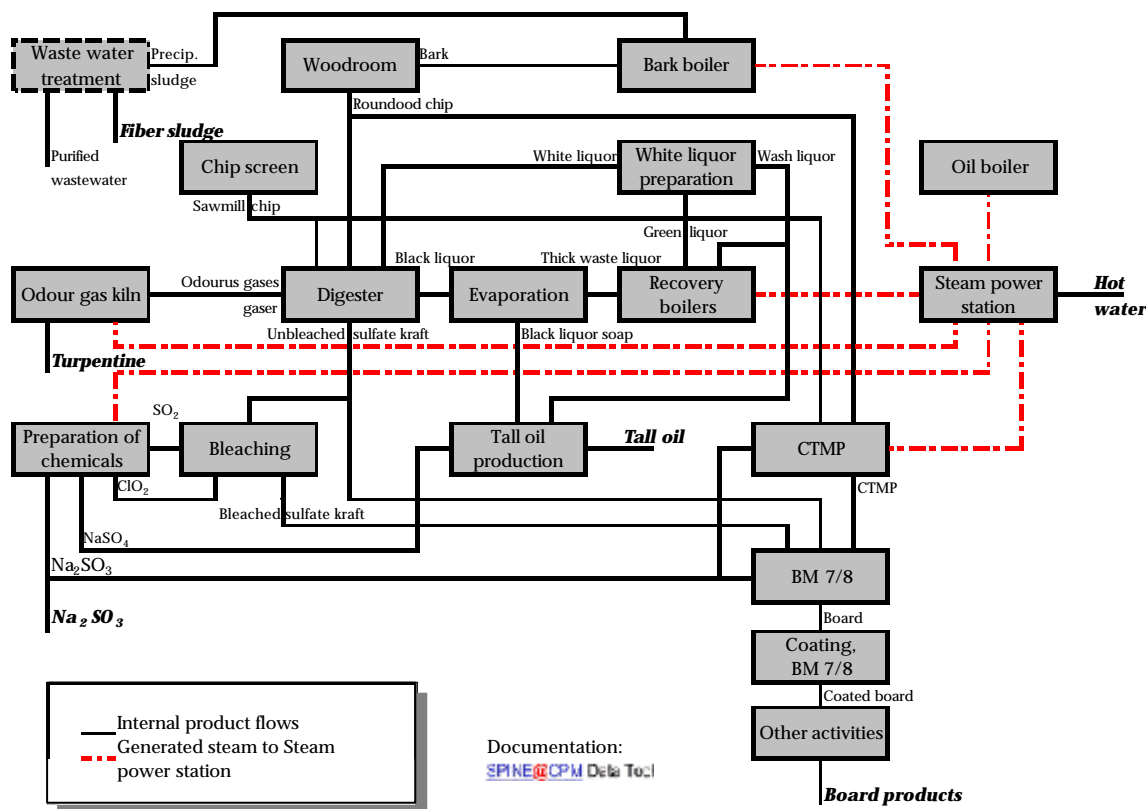 Waste water
treatment
Precip.
sludge
Woodroom
Bark
Bark boiler
Roundood chip
Fiber sludge
Purified
wastewater
Chip screen
White liquor
White liquor
preparation
Wash liquor
Oil boiler
Sawmill chip
Green liquor
Black liquor
Thick waste liquor
Odour gas kiln
Odourus gases
gaser
Digester
Evaporation
Recovery
boilers
Steam power
station
Hot
water
Unbleached sulfate kraft
Black liquor soap
Turpentine
SO₂
Preparation of
chemicals
Bleaching
Tall oil
production
Tall oil
CTMP
ClO₂
CTMP
Bleached sulfate kraft
NaSO₄
Na₂SO₃
BM 7/8
Na₂SO₃
Board
Coating,
BM 7/8
Coated board
Other activities
Internal product flows
Generated steam to Steam
power station
Documentation:
SPINE@CPM Data Tool
Board products